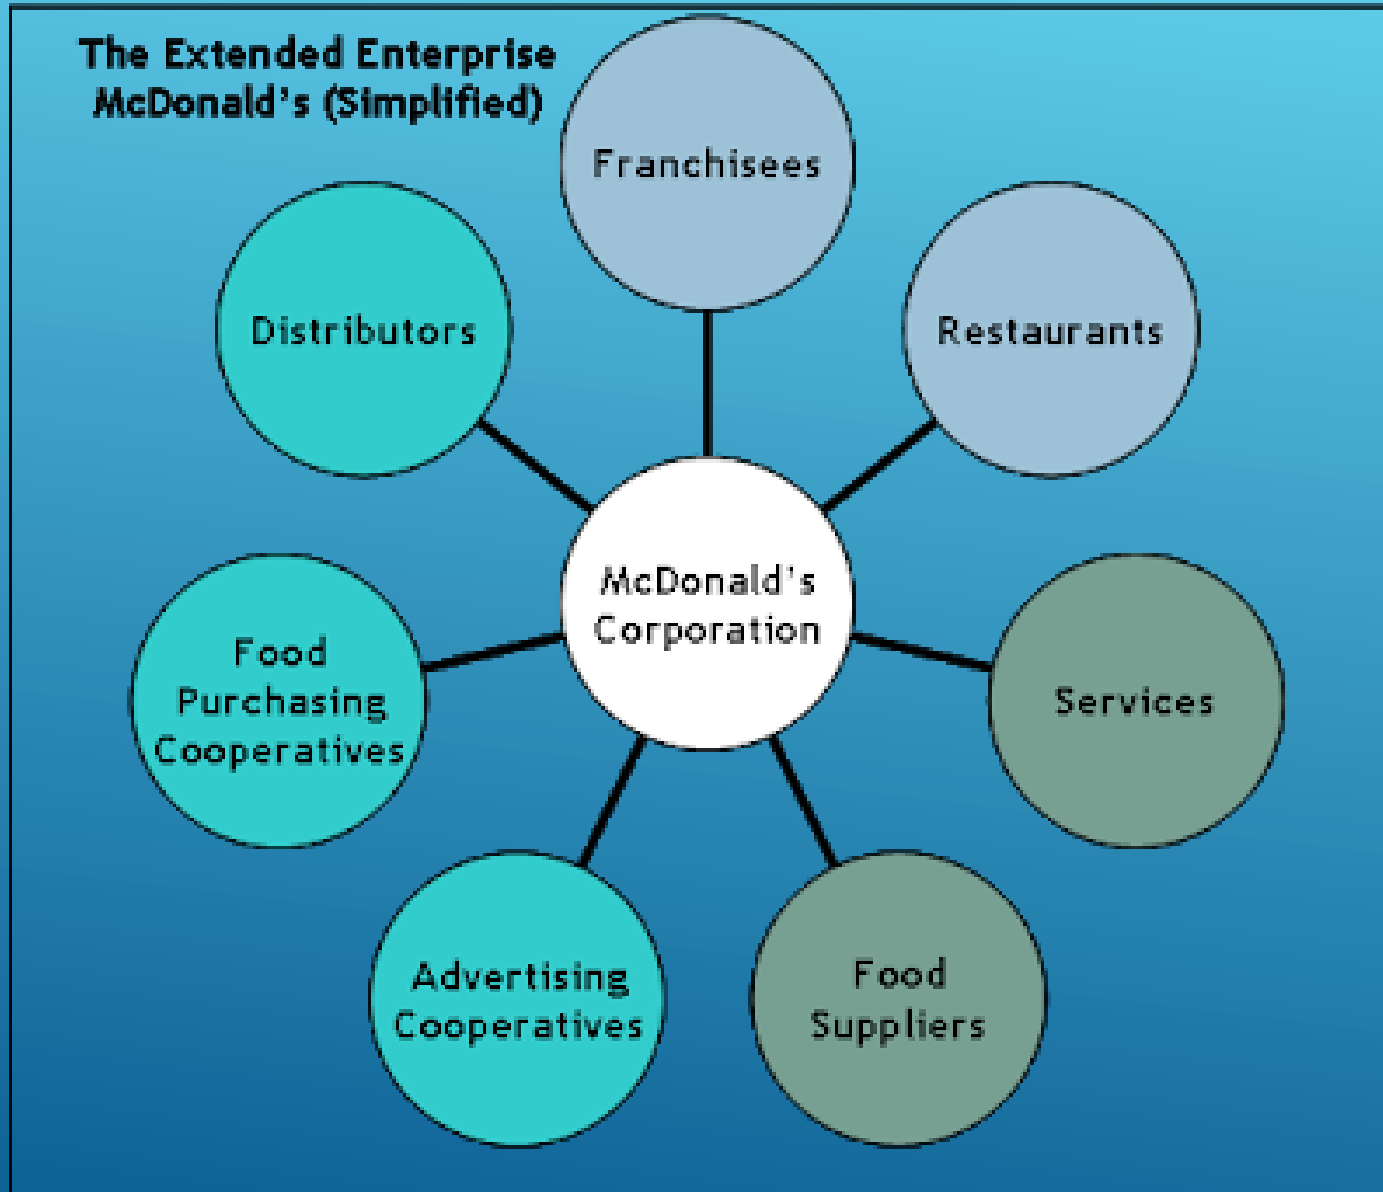 The Extended Enterprise
McDonald's (Simplified)
Franchisees
Distributors
Restaurants
McDonald's
Corporation
Food
Purchasing
Cooperatives
Services
Advertising
Cooperatives
Food
Suppliers